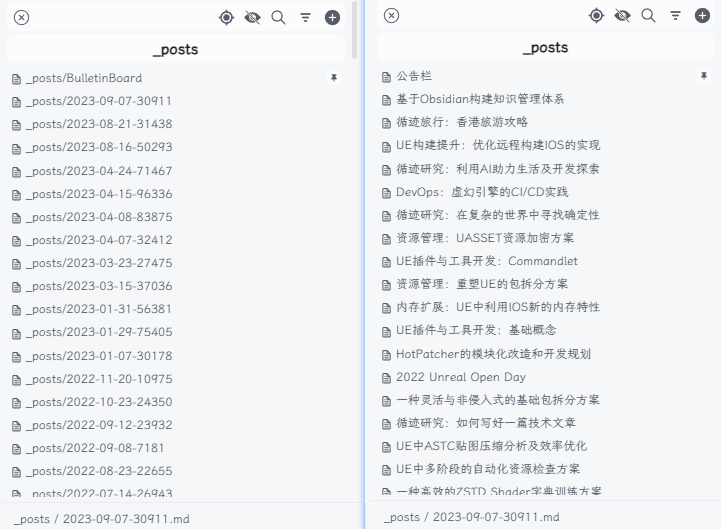 _posts
_posts/BulletinBoard
_posts/2023-09-07-30911
_posts/2023-08-21-31438
_posts/2023-08-16-50293
_posts/2023-04-24-71467
_posts/2023-04-15-96336
_posts/2023-04-08-83875
_posts/2023-04-07-32412
_posts/2023-03-23-27475
_posts/2023-03-15-37036
_posts/2023-01-31-56381
_posts/2023-01-29-75405
_posts/2023-01-07-30178
_posts/2022-11-20-10975
_posts/2022-10-23-24350
_posts/2022-09-12-23932
_posts/2022-09-08-7181
_posts/2022-08-23-22655
_posts/2022-07-14-26943
_posts / 2023-09-07-30911.md
_posts
公告栏
基于Obsidian构建知识管理体系
循迹旅行：香港旅游攻略
UE构建提升：优化远程构建IOS的实现
循迹研究：利用AI助力生活及开发探索
DevOps：虚幻引擎的CI/CD实践
循迹研究：在复杂的世界中寻找确定性
资源管理：UASSET资源加密方案
UE插件与工具开发：Commandlet
资源管理：重塑UE的包拆分方案
内存扩展：UE中利用IOS新的内存特性
UE插件与工具开发：基础概念
HotPatcher的模块化改造和开发规划
2022 Unreal Open Day
一种灵活与非侵入式的基础包拆分方案
循迹研究：如何写好一篇技术文章
UE中ASTC贴图压缩分析及效率优化
UE中多阶段的自动化资源检查方案
一种高效的ZSTD Shader字典训练方案
_posts / 2023-09-07-30911.md